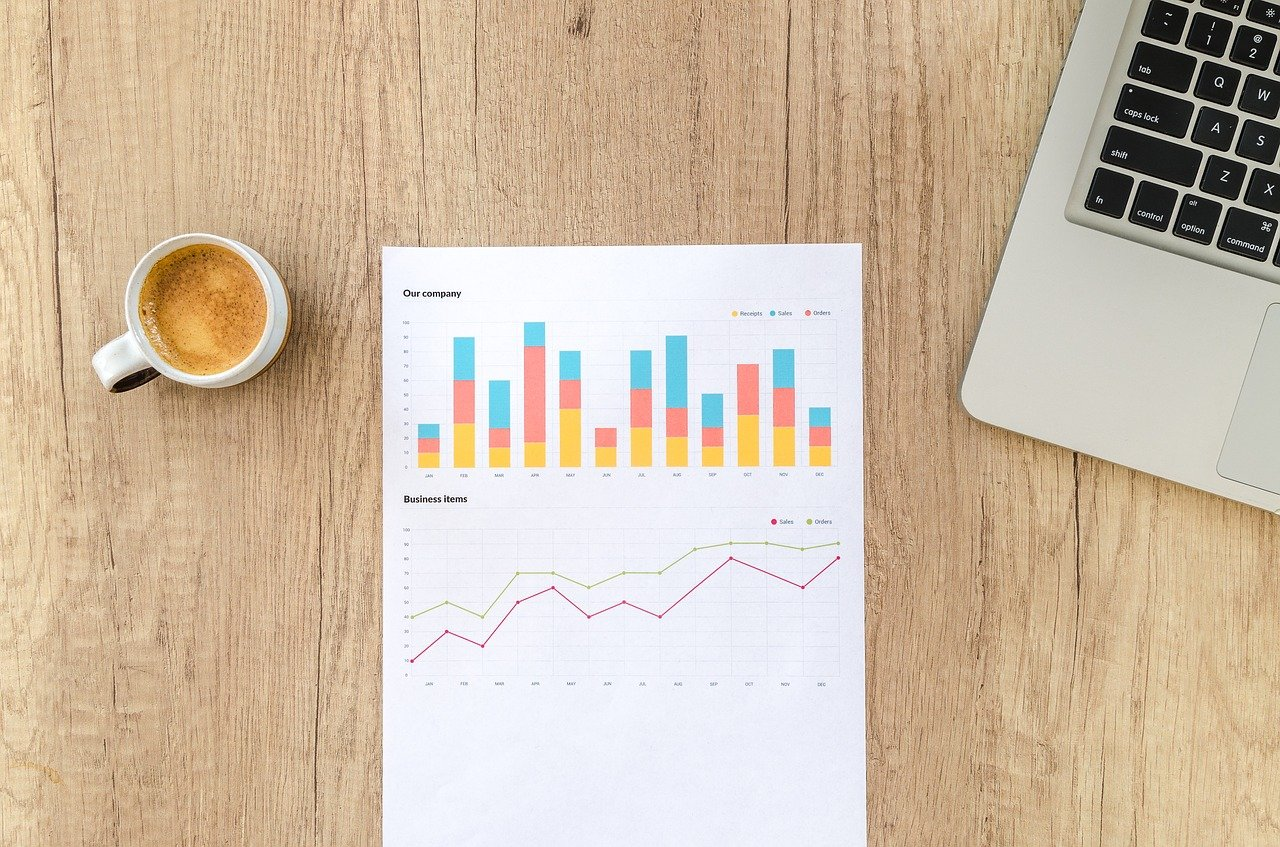 ~
`
!
1
@
2
tab
Q
W
caps lock
A
S
shift
Z
X
fn
control
alt
option
⌘
command
Our company
Receipts Sales Orders
100
90
80
70
60
50
40
30
20
10
0
JAN FEB MAR APR MAY JUN JUL AUG SEP OCT NOV DEC
Business items
Sales Orders
100
90
80
70
60
50
40
30
20
10
0
JAN FEB MAR APR MAY JUN JUL AUG SEP OCT NOV DEC